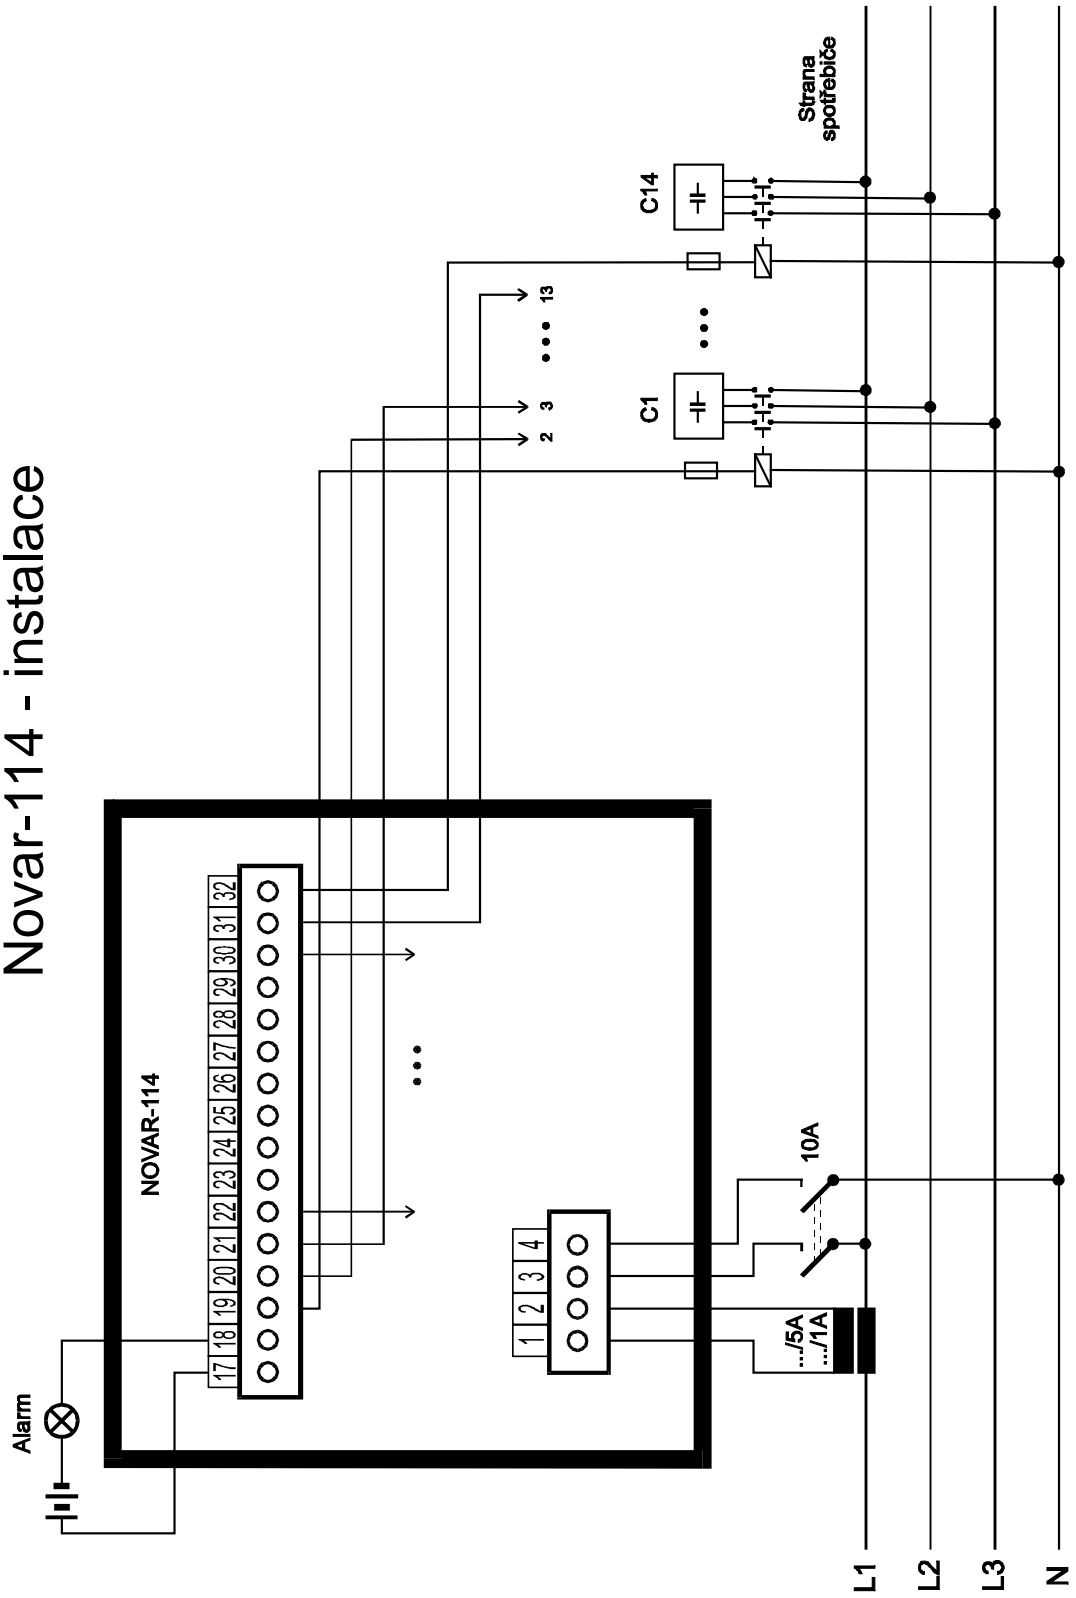 Novar-114 - instalace
Alarm
NOVAR-114
17 18 19 20 21 22 23 24 25 26 27 28 29 30 31 32
1 2 3 4
2 3 13
C1
C14
.../5A
.../1A
10A
Strana
spotřebiče
L1
L2
L3
N